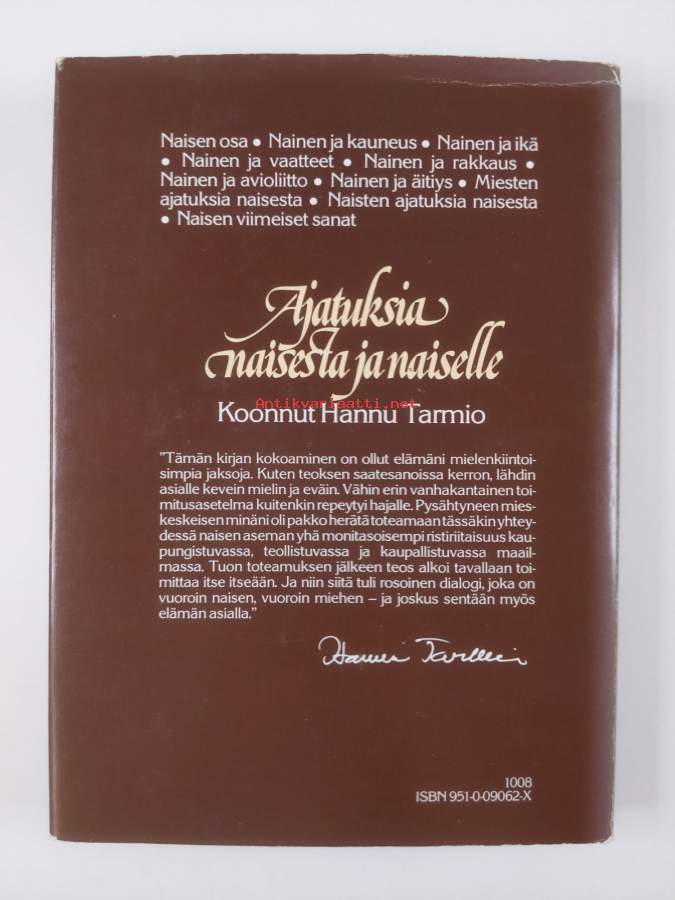 Naisen osa • Nainen ja kauneus • Nainen ja ikä
• Nainen ja vaatteet • Nainen ja rakkaus •
Nainen ja avioliitto • Nainen ja äitiys • Miesten
ajatuksia naisesta • Naisten ajatuksia naisesta
• Naisen viimeiset sanat
Ajatuksia
naisesta ja naiselle
Antikvariaatti.net
Koonnut Hannu Tarmio
"Tämän kirjan kokoaminen on ollut elämäni mielenkiintoi-
simpia jaksoja. Kuten teoksen saatesanoissa kerron, lähdin
asialle kevein mielin ja eväin. Vähin erin vanhakantainen toi-
mitusasetelma kuitenkin repeytyi hajalle. Pysähtyneen mies-
keskeisen minäni oli pakko herätä toteamaan tässäkin yhtey-
dessä naisen aseman yhä monitasoisempi ristiriitaisuus kau-
pungistuvassa, teollistuvassa ja kaupallistuvassa maail-
massa. Tuon toteamuksen jälkeen teos alkoi tavallaan toi-
mittaa itse itseään. Ja niin siitä tuli rosoinen dialogi, joka on
vuoroin naisen, vuoroin miehen – ja joskus sentään myös
elämän asialla."
Hannu Tarmio
1008
ISBN 951-0-09062-X